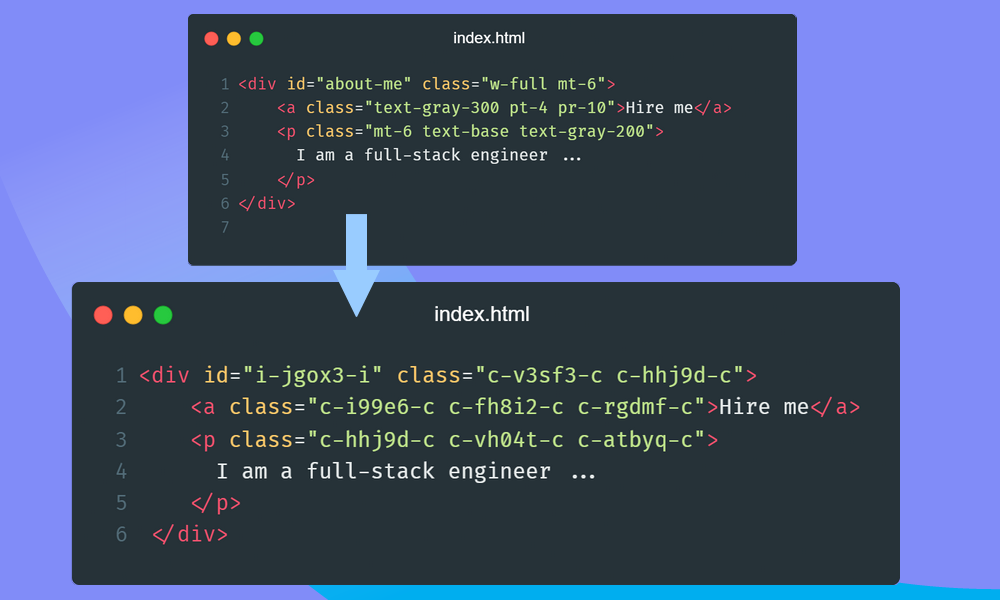 index.html
1 <div id="about-me" class="w-full mt-6">
2     <a class="text-gray-300 pt-4 pr-10">Hire me</a>
3     <p class="mt-6 text-base text-gray-200">
4       I am a full-stack engineer ...
5     </p>
6 </div>
7
index.html
1 <div id="i-jgox3-i" class="c-v3sf3-c c-hhj9d-c">
2     <a class="c-i99e6-c c-fh8i2-c c-rgdmf-c">Hire me</a>
3     <p class="c-hhj9d-c c-vh04t-c c-atbyq-c">
4       I am a full-stack engineer ...
5     </p>
6  </div>